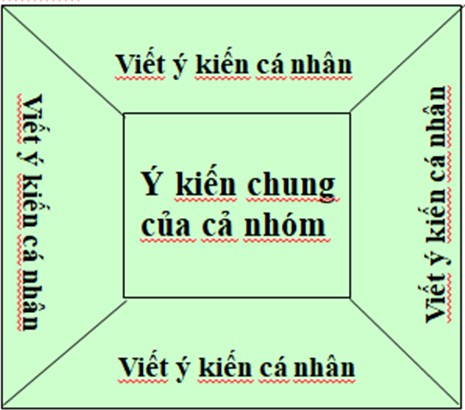 Viết ý kiến cá nhân
Viết ý kiến cá nhân
Ý kiến chung
của cả nhóm
Viết ý kiến cá nhân
Viết ý kiến cá nhân